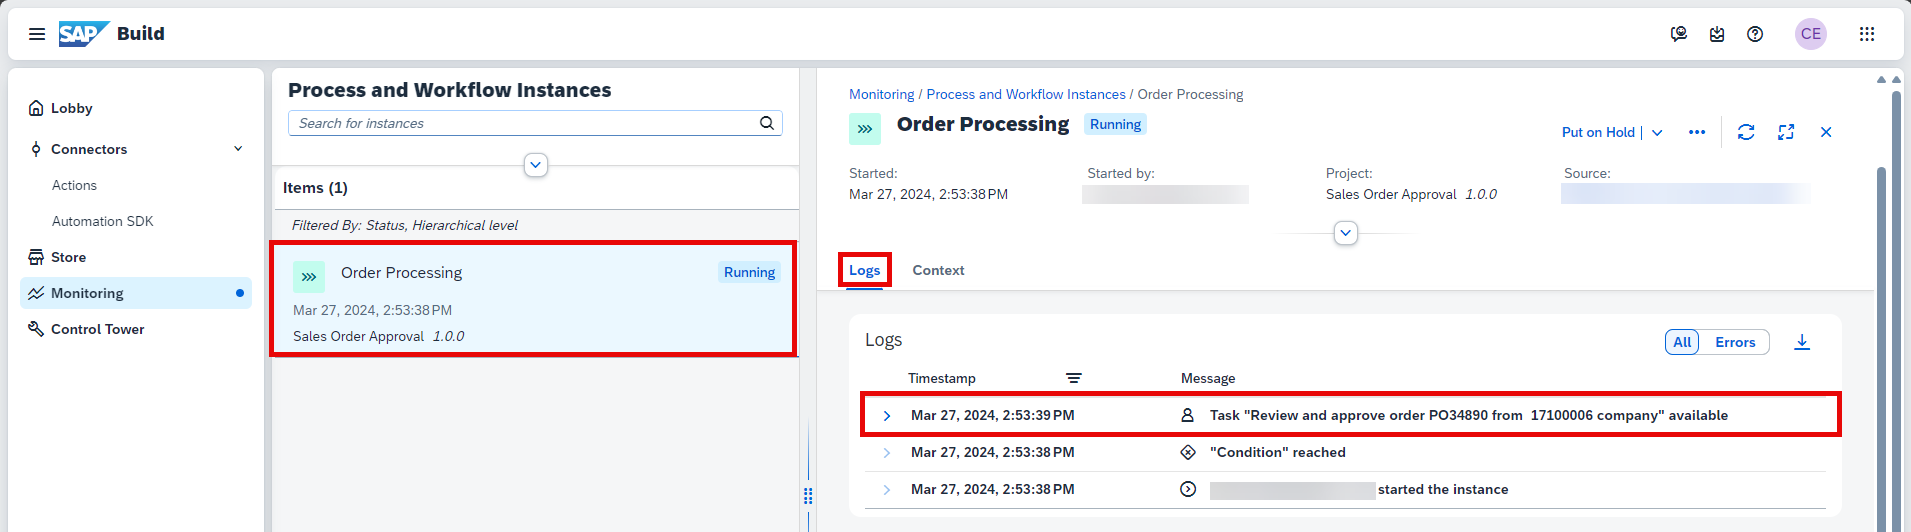 SAP Build
CE
Lobby
Connectors
Actions
Automation SDK
Store
Monitoring
Control Tower
Process and Workflow Instances
Search for instances
Items (1)
Filtered By: Status, Hierarchical level
Order Processing Running
Mar 27, 2024, 2:53:38 PM
Sales Order Approval 1.0.0
Monitoring / Process and Workflow Instances / Order Processing
Order Processing Running
Put on Hold
Started: Started by: Project: Source:
Mar 27, 2024, 2:53:38 PM Sales Order Approval 1.0.0
Logs Context
Logs All Errors
Timestamp Message
Mar 27, 2024, 2:53:39 PM Task "Review and approve order PO34890 from 17100006 company" available
Mar 27, 2024, 2:53:38 PM "Condition" reached
Mar 27, 2024, 2:53:38 PM started the instance